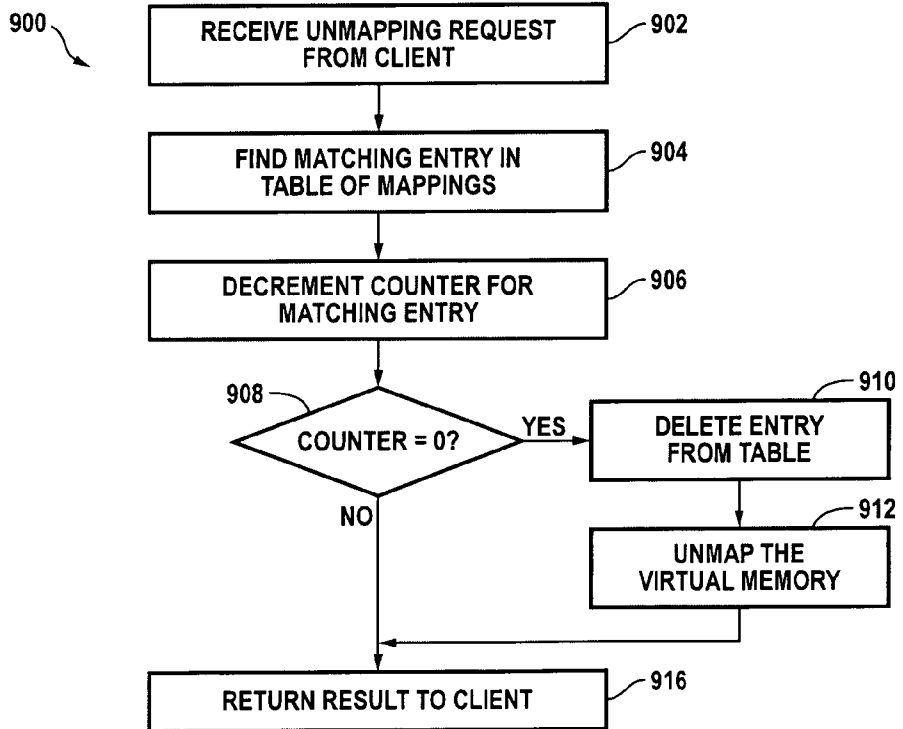 900
RECEIVE UNMAPPING REQUEST
FROM CLIENT
902
FIND MATCHING ENTRY IN
TABLE OF MAPPINGS
904
DECREMENT COUNTER FOR
MATCHING ENTRY
906
908
COUNTER = 0?
YES
NO
910
DELETE ENTRY
FROM TABLE
912
UNMAP THE
VIRTUAL MEMORY
RETURN RESULT TO CLIENT
916